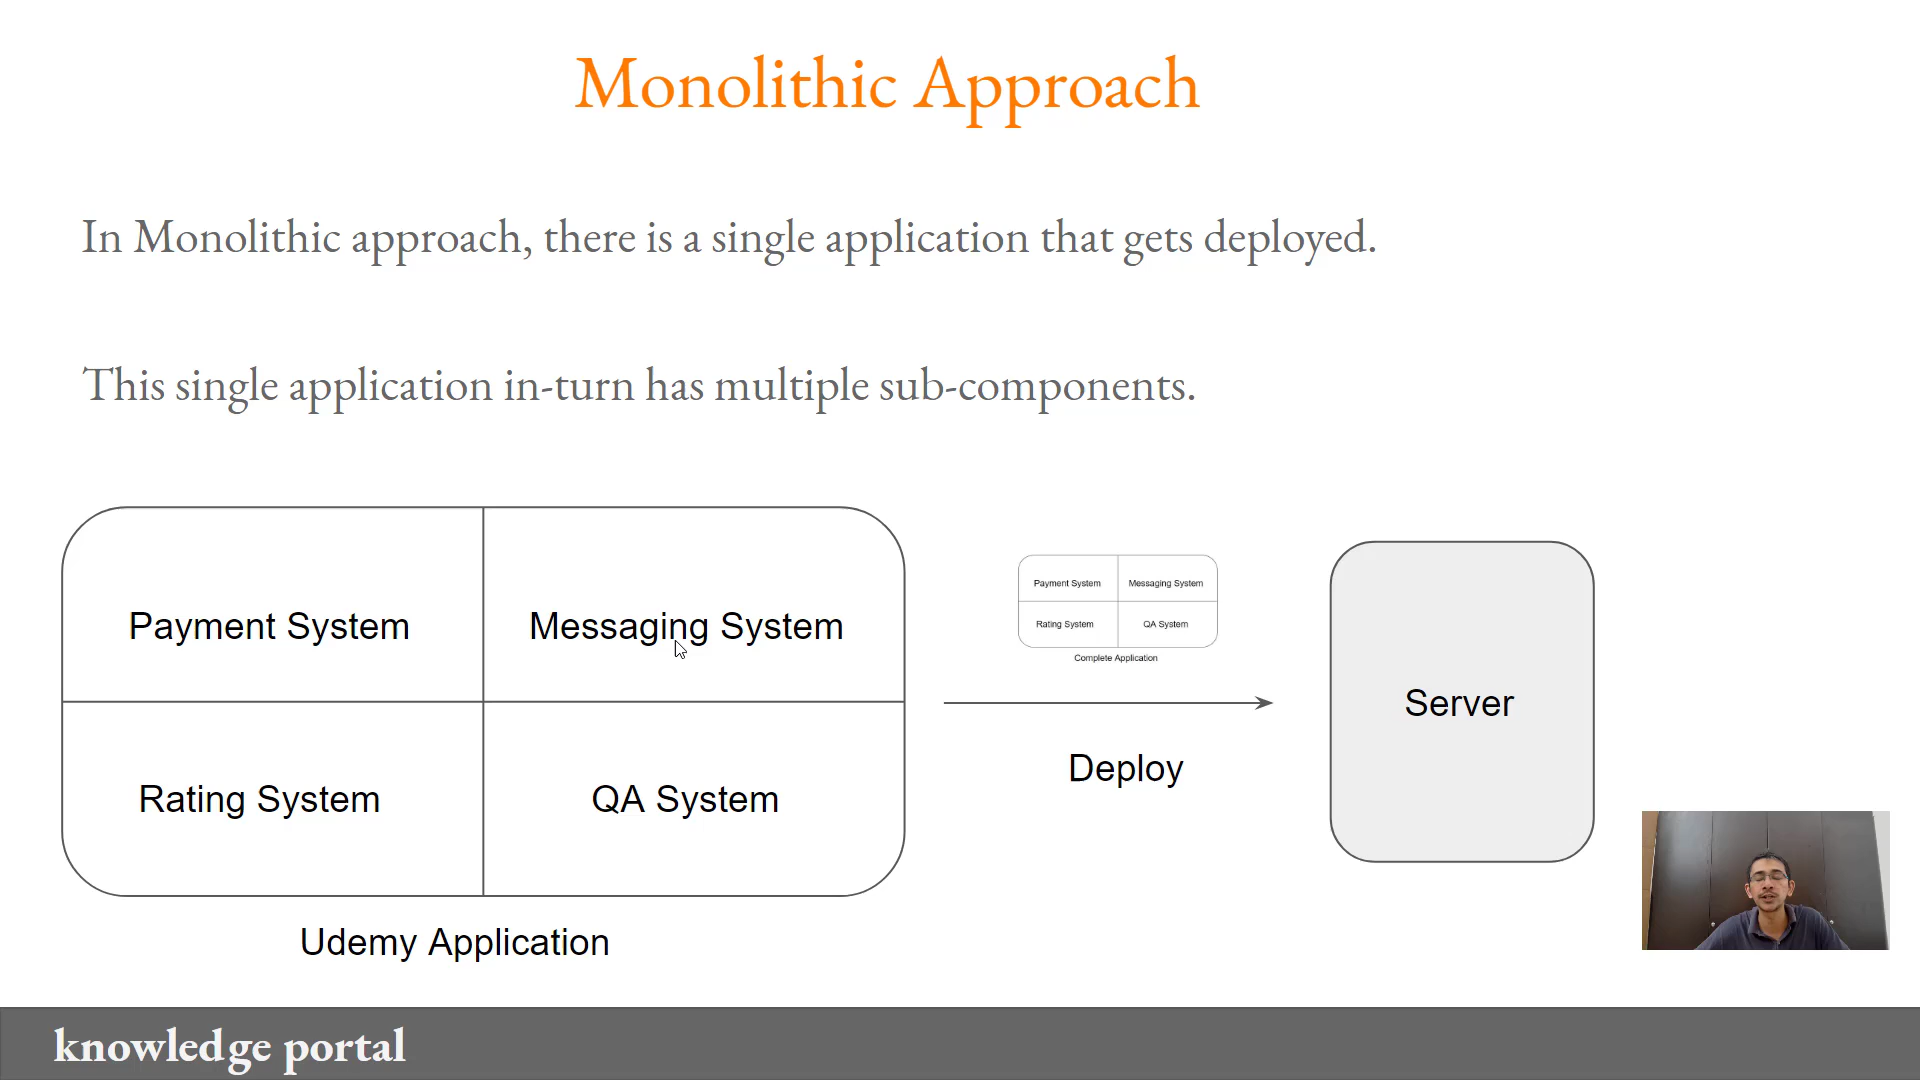 Monolithic Approach
In Monolithic approach, there is a single application that gets deployed.
This single application in-turn has multiple sub-components.
Payment System
Messaging System
Rating System
QA System
Udemy Application
Payment System
Messaging System
Rating System
QA System
Complete Application
Deploy
Server
knowledge portal